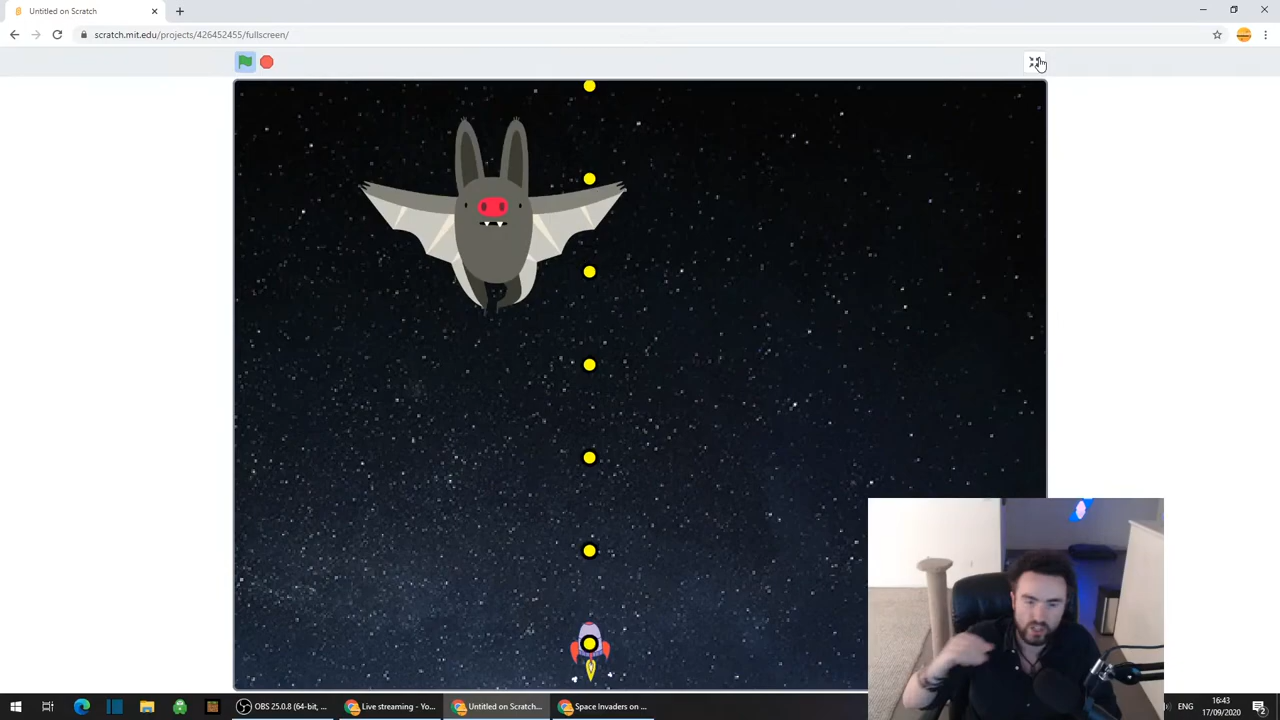 Untitled on Scratch
scratch.mit.edu/projects/426452455/fullscreen/
OBS 25.0.8 (64-bit, ...
Live streaming - Yo...
Untitled on Scratch...
Space Invaders on ...
ENG
16:43
17/09/2020
2